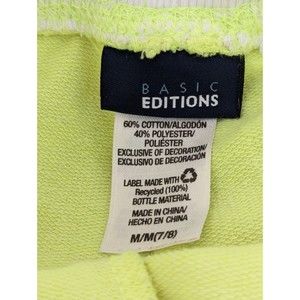 BASIC
EDITIONS
60% COTTON/ALGODÓN
40% POLYESTER/
POLIÉSTER
EXCLUSIVE OF DECORATION/
EXCLUSIVO DE DECORACIÓN
LABEL MADE WITH
Recycled (100%)
BOTTLE MATERIAL
MADE IN CHINA/
HECHO EN CHINA
M/M(7/8)